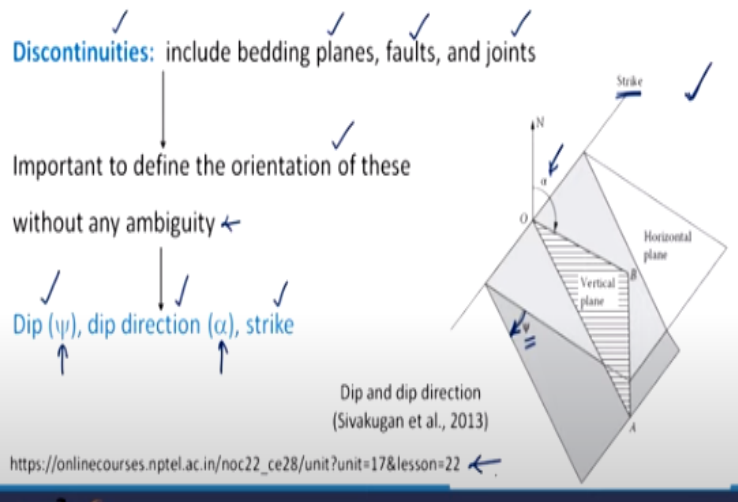 Discontinuities: include bedding planes, faults, and joints
Important to define the orientation of these
without any ambiguity
Dip (ψ), dip direction (α), strike
Strike
N
α
O
Horizontal
plane
B
Vertical
plane
ψ
A
Dip and dip direction
(Sivakugan et al., 2013)
https://onlinecourses.nptel.ac.in/noc22_ce28/unit?unit=17&lesson=22